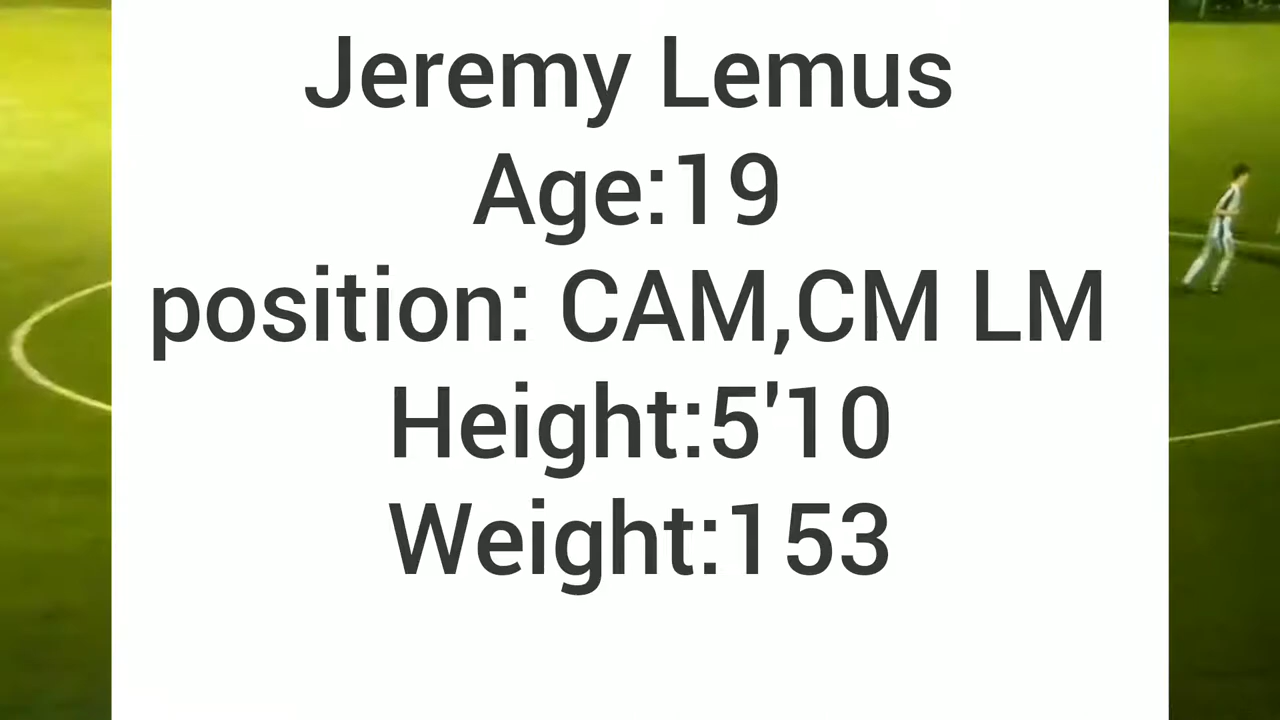 Jeremy Lemus
Age:19
position: CAM,CM LM
Height:5'10
Weight:153